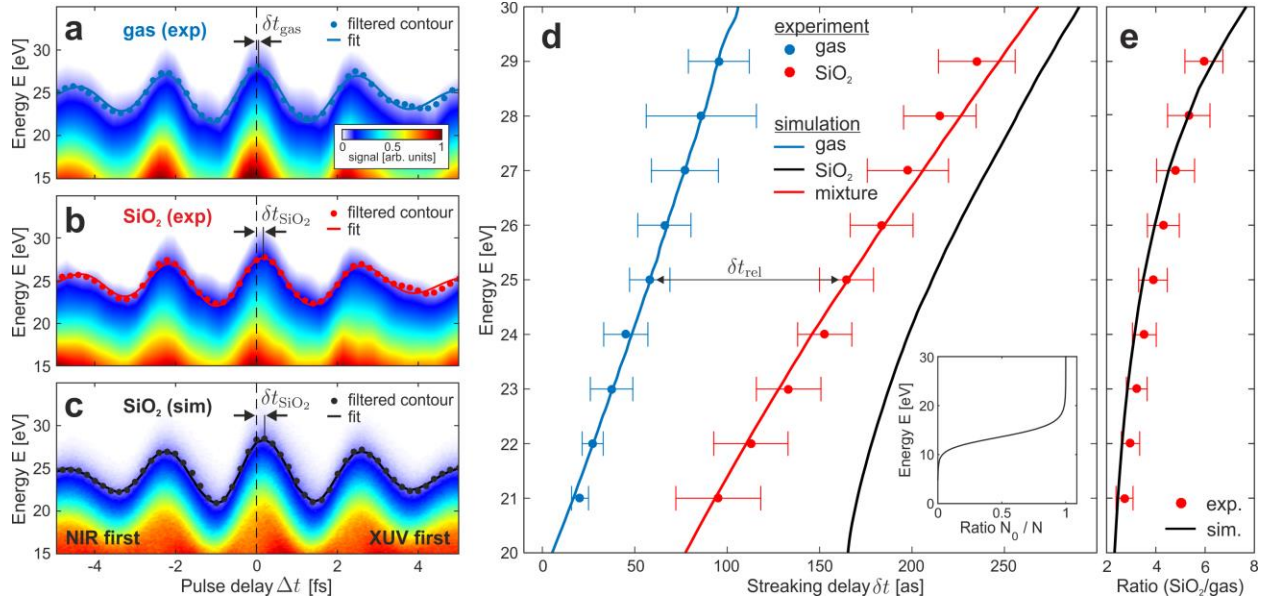 a
gas (exp)
δt_gas
filtered contour
fit
0 1
signal [arb. units]
Energy E [eV]
30
25
20
15
b
SiO₂ (exp)
δt_SiO₂
filtered contour
fit
Energy E [eV]
30
25
20
15
c
SiO₂ (sim)
δt_SiO₂
filtered contour
fit
Energy E [eV]
30
25
20
15
NIR first
XUV first
-4 -2 0 2 4
Pulse delay Δt [fs]
d
experiment
gas
SiO₂
simulation
gas
SiO₂
mixture
δt_rel
Energy E [eV]
30
29
28
27
26
25
24
23
22
21
20
0 50 100 150 200 250
Streaking delay δt [as]
Energy E [eV]
30
20
10
0
0 0.5 1
Ratio N₀ / N
e
exp.
sim.
2 4 6 8
Ratio (SiO₂/gas)